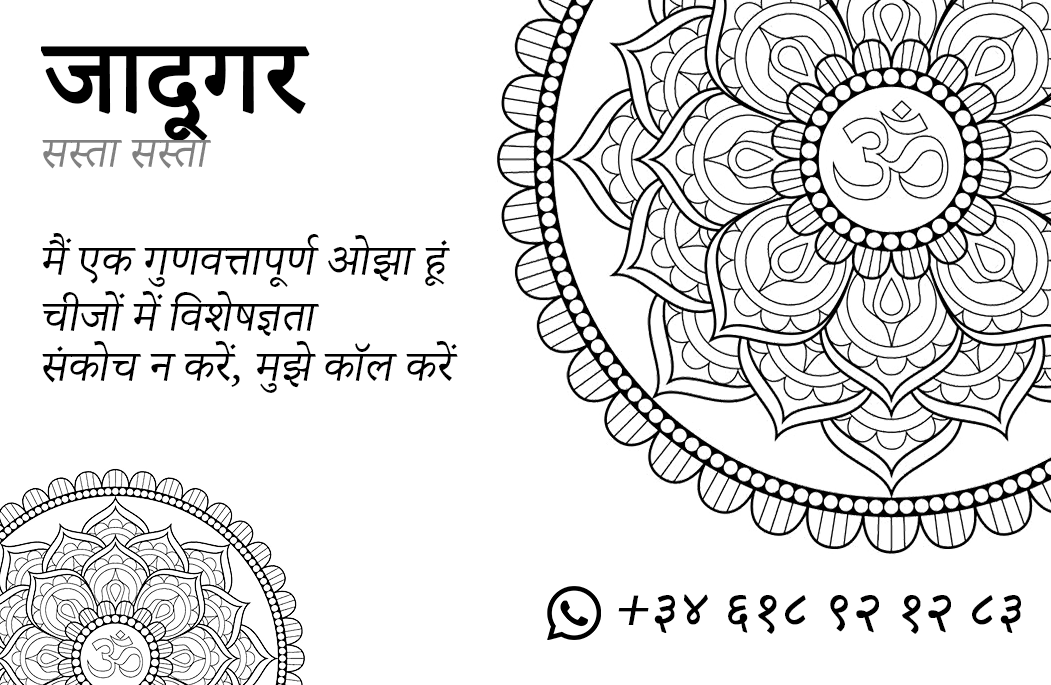 जादूगर
सस्ता सस्ता
मैं एक गुणवत्तापूर्ण ओझा हूं
चीजों में विशेषज्ञता
संकोच न करें, मुझे कॉल करें
ॐ
+३४ ६१८ ९२ १२ ८३
ॐ